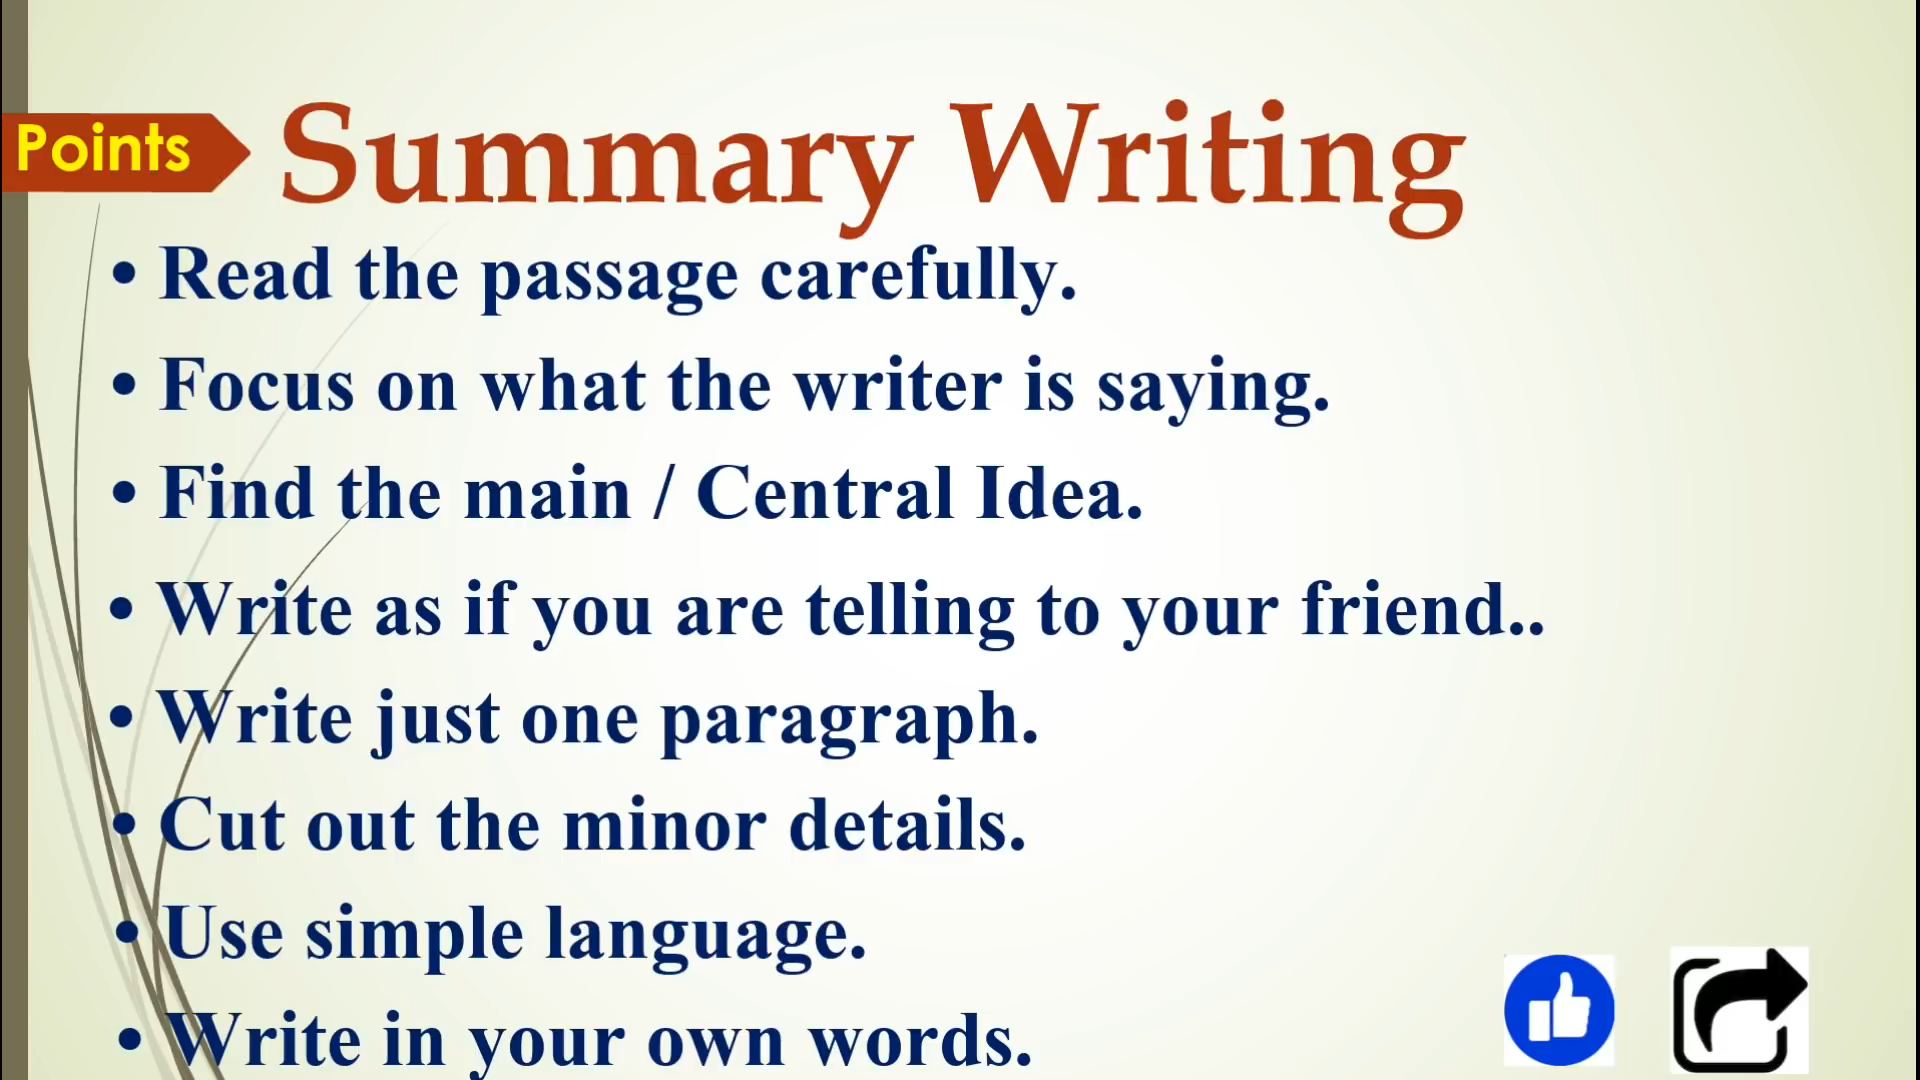 Points
Summary Writing
• Read the passage carefully.
• Focus on what the writer is saying.
• Find the main / Central Idea.
• Write as if you are telling to your friend..
• Write just one paragraph.
• Cut out the minor details.
• Use simple language.
• Write in your own words.